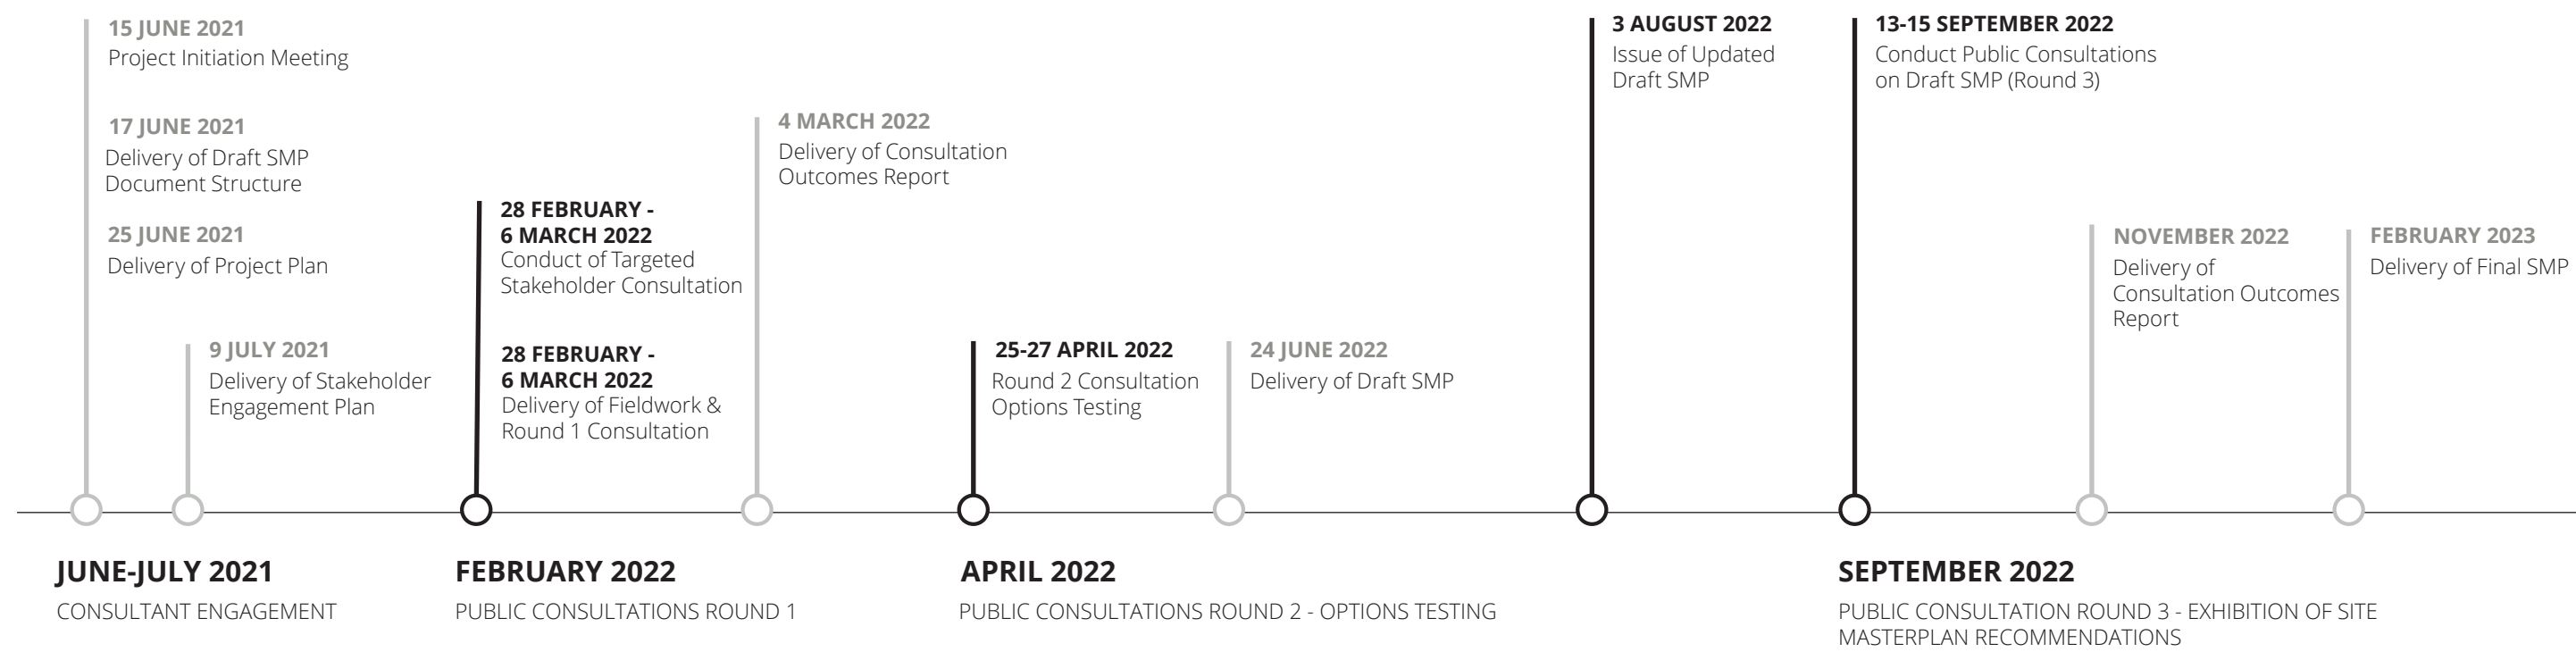 15 JUNE 2021
Project Initiation Meeting
17 JUNE 2021
Delivery of Draft SMP
Document Structure
25 JUNE 2021
Delivery of Project Plan
9 JULY 2021
Delivery of Stakeholder
Engagement Plan
28 FEBRUARY -
6 MARCH 2022
Conduct of Targeted
Stakeholder Consultation
28 FEBRUARY -
6 MARCH 2022
Delivery of Fieldwork &
Round 1 Consultation
4 MARCH 2022
Delivery of Consultation
Outcomes Report
25-27 APRIL 2022
Round 2 Consultation
Options Testing
24 JUNE 2022
Delivery of Draft SMP
3 AUGUST 2022
Issue of Updated
Draft SMP
13-15 SEPTEMBER 2022
Conduct Public Consultations
on Draft SMP (Round 3)
NOVEMBER 2022
Delivery of
Consultation Outcomes
Report
FEBRUARY 2023
Delivery of Final SMP
JUNE-JULY 2021
CONSULTANT ENGAGEMENT
FEBRUARY 2022
PUBLIC CONSULTATIONS ROUND 1
APRIL 2022
PUBLIC CONSULTATIONS ROUND 2 - OPTIONS TESTING
SEPTEMBER 2022
PUBLIC CONSULTATION ROUND 3 - EXHIBITION OF SITE
MASTERPLAN RECOMMENDATIONS